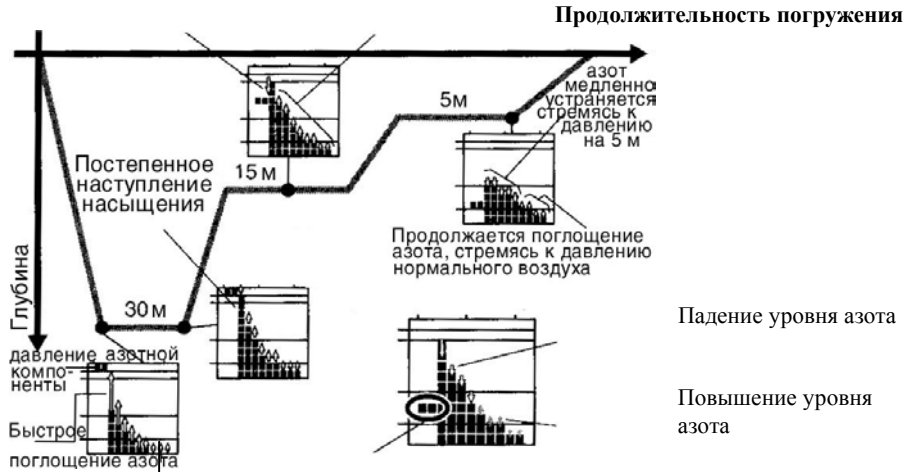 Продолжительность погружения
азот
медленно
устраняется
стремясь к
давлению
на 5 м
5м
15 м
Постепенное
наступление
насыщения
Продолжается поглощение
азота, стремясь к давлению
нормального воздуха
Глубина
30 м
давление азотной
компо-
ненты
Быстрое
поглощение азота
Падение уровня азота
Повышение уровня
азота